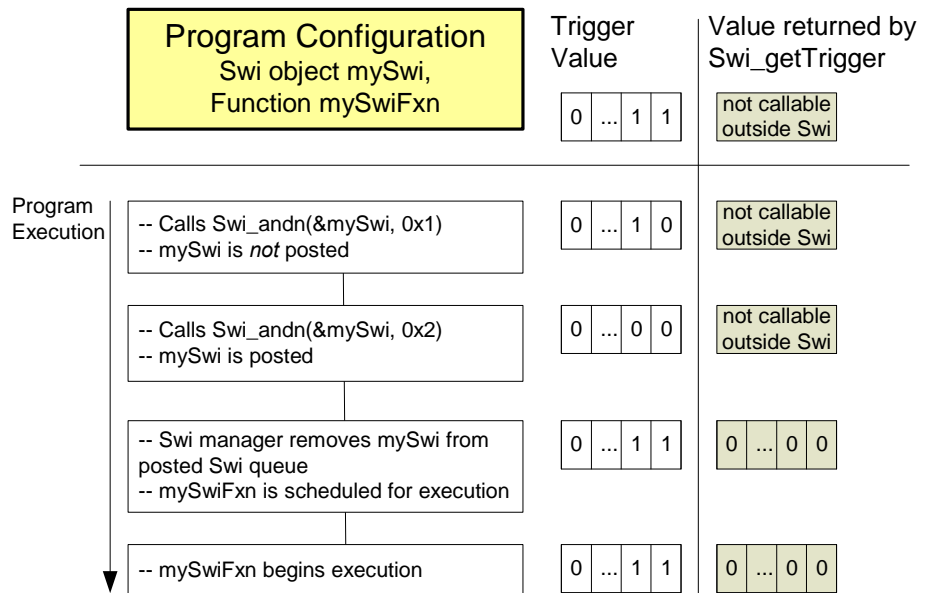 Program Configuration
Swi object mySwi,
Function mySwiFxn
Trigger
Value
Value returned by
Swi_getTrigger
0 ... 1 1
not callable
outside Swi
Program
Execution
-- Calls Swi_andn(&mySwi, 0x1)
-- mySwi is not posted
0 ... 1 0
not callable
outside Swi
-- Calls Swi_andn(&mySwi, 0x2)
-- mySwi is posted
0 ... 0 0
not callable
outside Swi
-- Swi manager removes mySwi from
posted Swi queue
-- mySwiFxn is scheduled for execution
0 ... 1 1
0 ... 0 0
-- mySwiFxn begins execution
0 ... 1 1
0 ... 0 0